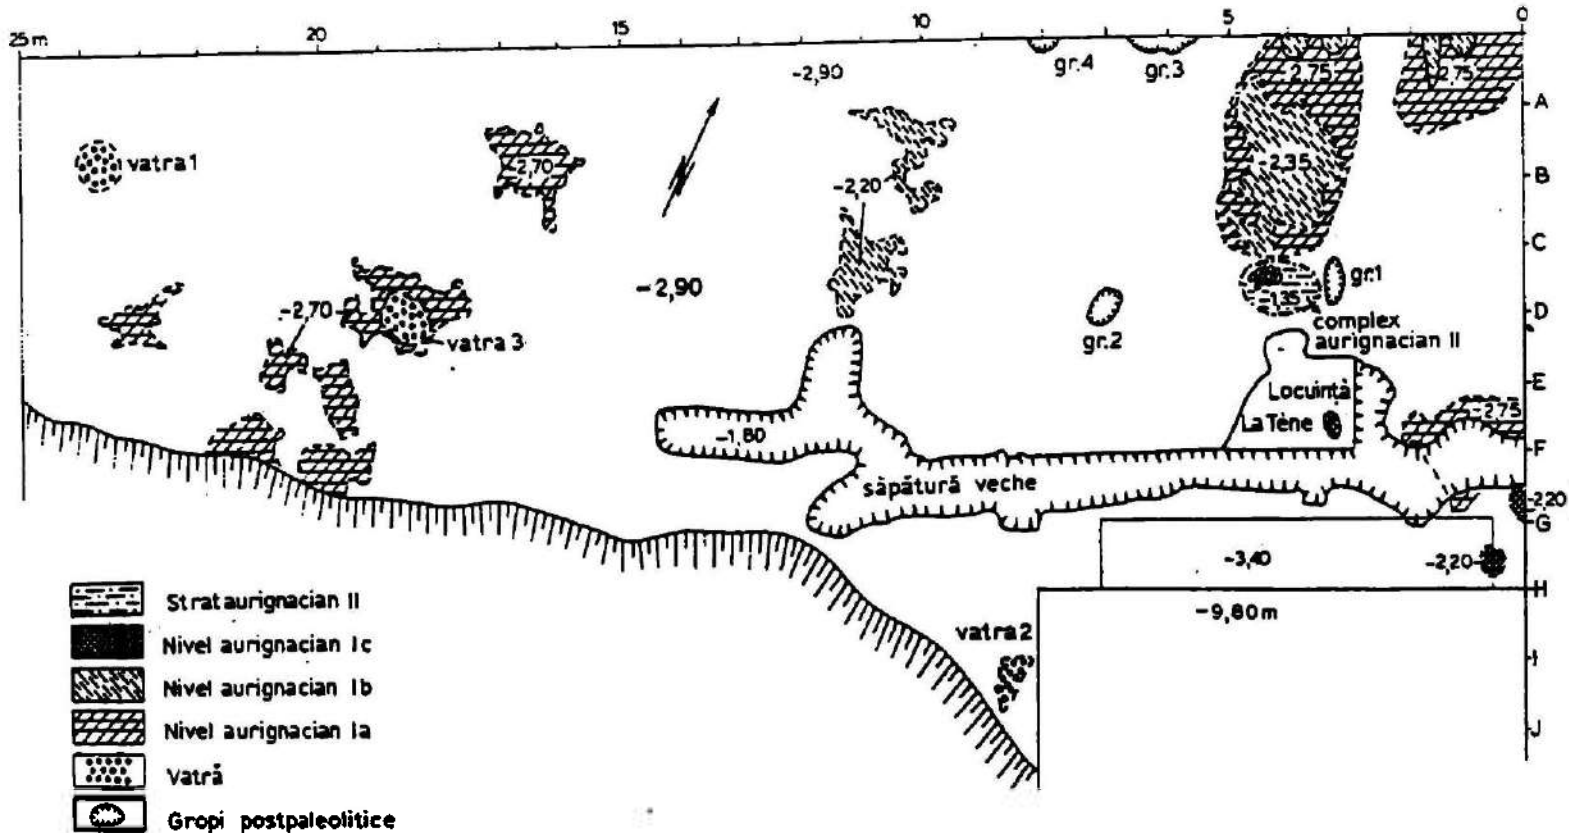 25 m 20 15 10 5 0
-2,90 gr.4 gr.3 -2,75 -2,75
A
vatra 1 -2,70 -2,35
B
-2,20
C
-2,90 gr.1
-2,70 -1,35
D
vatra 3 gr.2 complex
aurignacian II
E
Locuință
La Tène -2,75
-1,80
F
săpătură veche
-2,20
G
-3,40 -2,20
H
-9,80 m
vatra 2
I
J
Strat aurignacian II
Nivel aurignacian Ic
Nivel aurignacian Ib
Nivel aurignacian Ia
Vatră
Gropi postpaleolitice